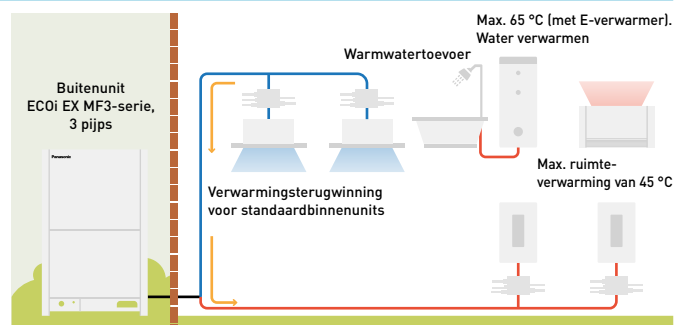 Max. 65 °C (met E-verwarmer).
Water verwarmen
Warmwatertoevoer
Buitenunit
ECOi EX MF3-serie,
3 pijps
Panasonic
Max. ruimte-
verwarming van 45 °C
Verwarmingsterugwinning
voor standaardbinnenunits